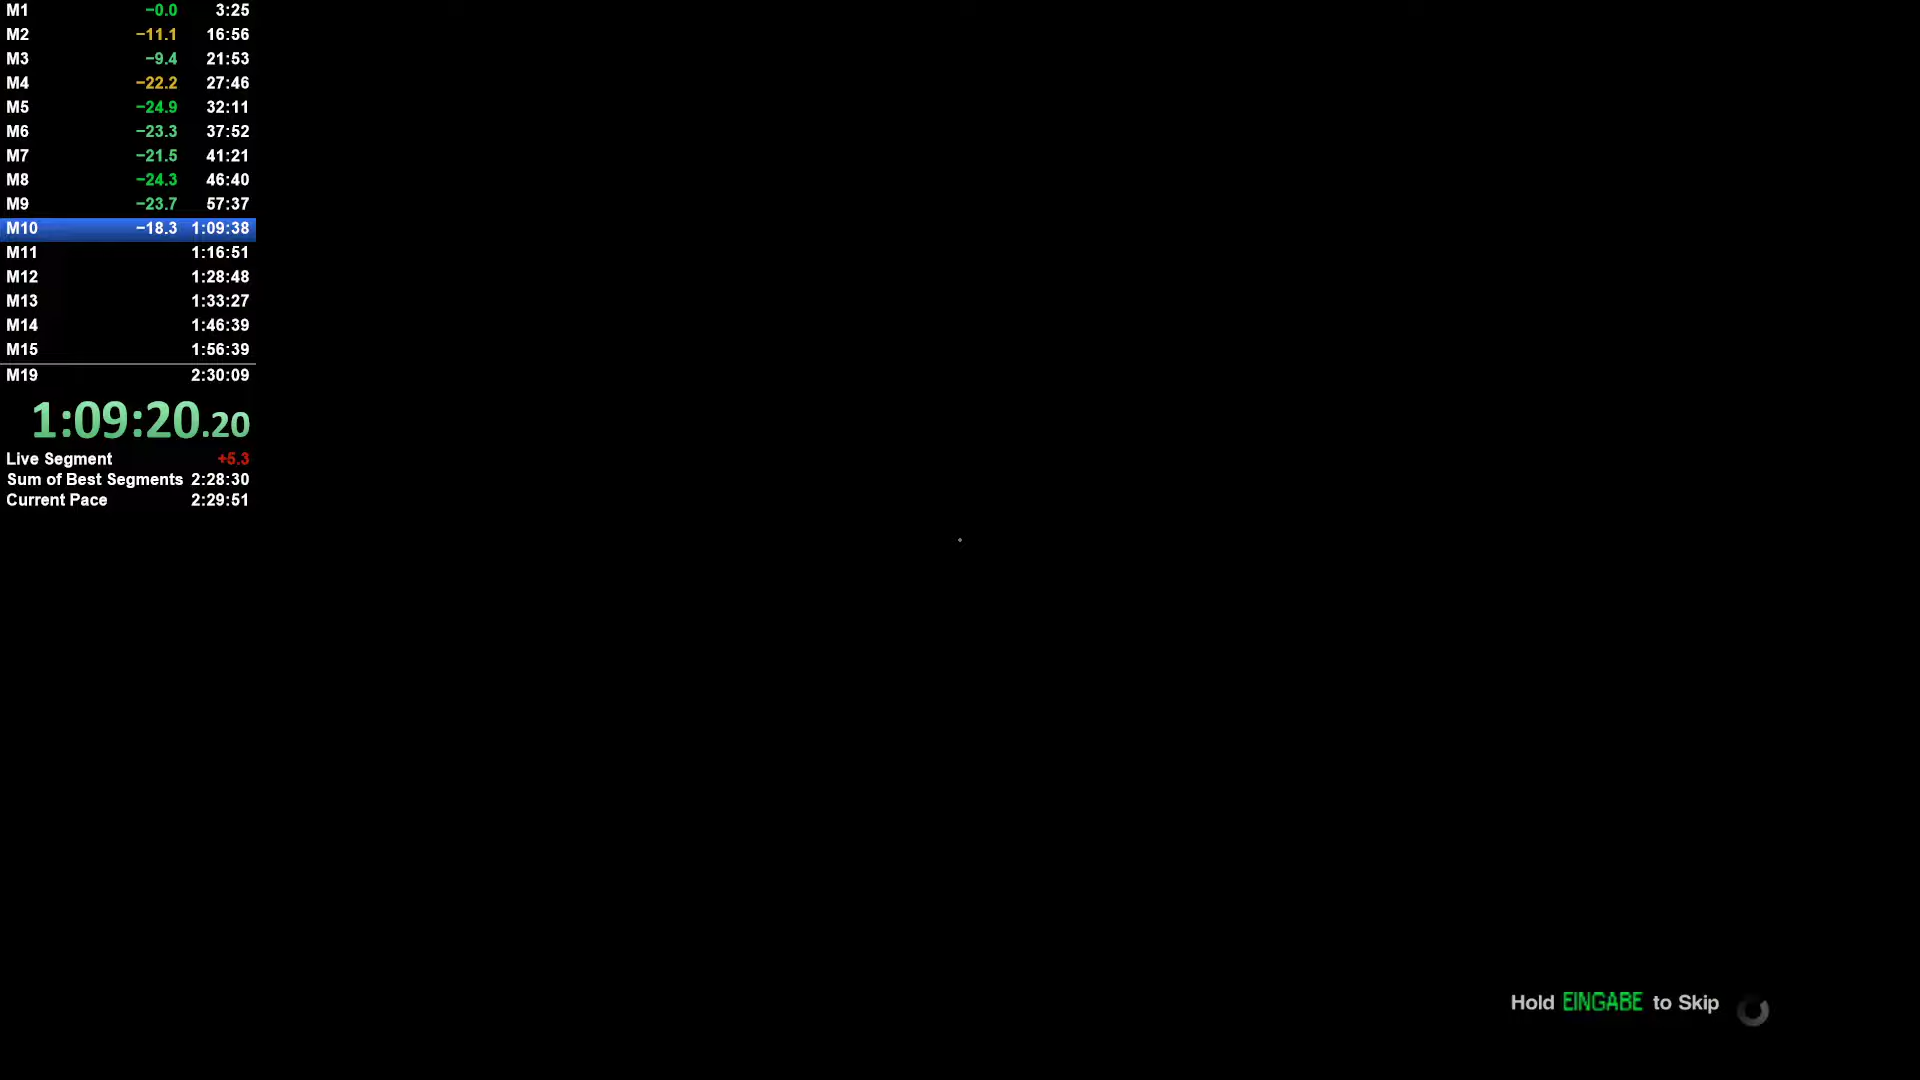 M1 −0.0 3:25
M2 −11.1 16:56
M3 −9.4 21:53
M4 −22.2 27:46
M5 −24.9 32:11
M6 −23.3 37:52
M7 −21.5 41:21
M8 −24.3 46:40
M9 −23.7 57:37
M10 −18.3 1:09:38
M11 1:16:51
M12 1:28:48
M13 1:33:27
M14 1:46:39
M15 1:56:39
M19 2:30:09
1:09:20.20
Live Segment +5.3
Sum of Best Segments 2:28:30
Current Pace 2:29:51
Hold EINGABE to Skip